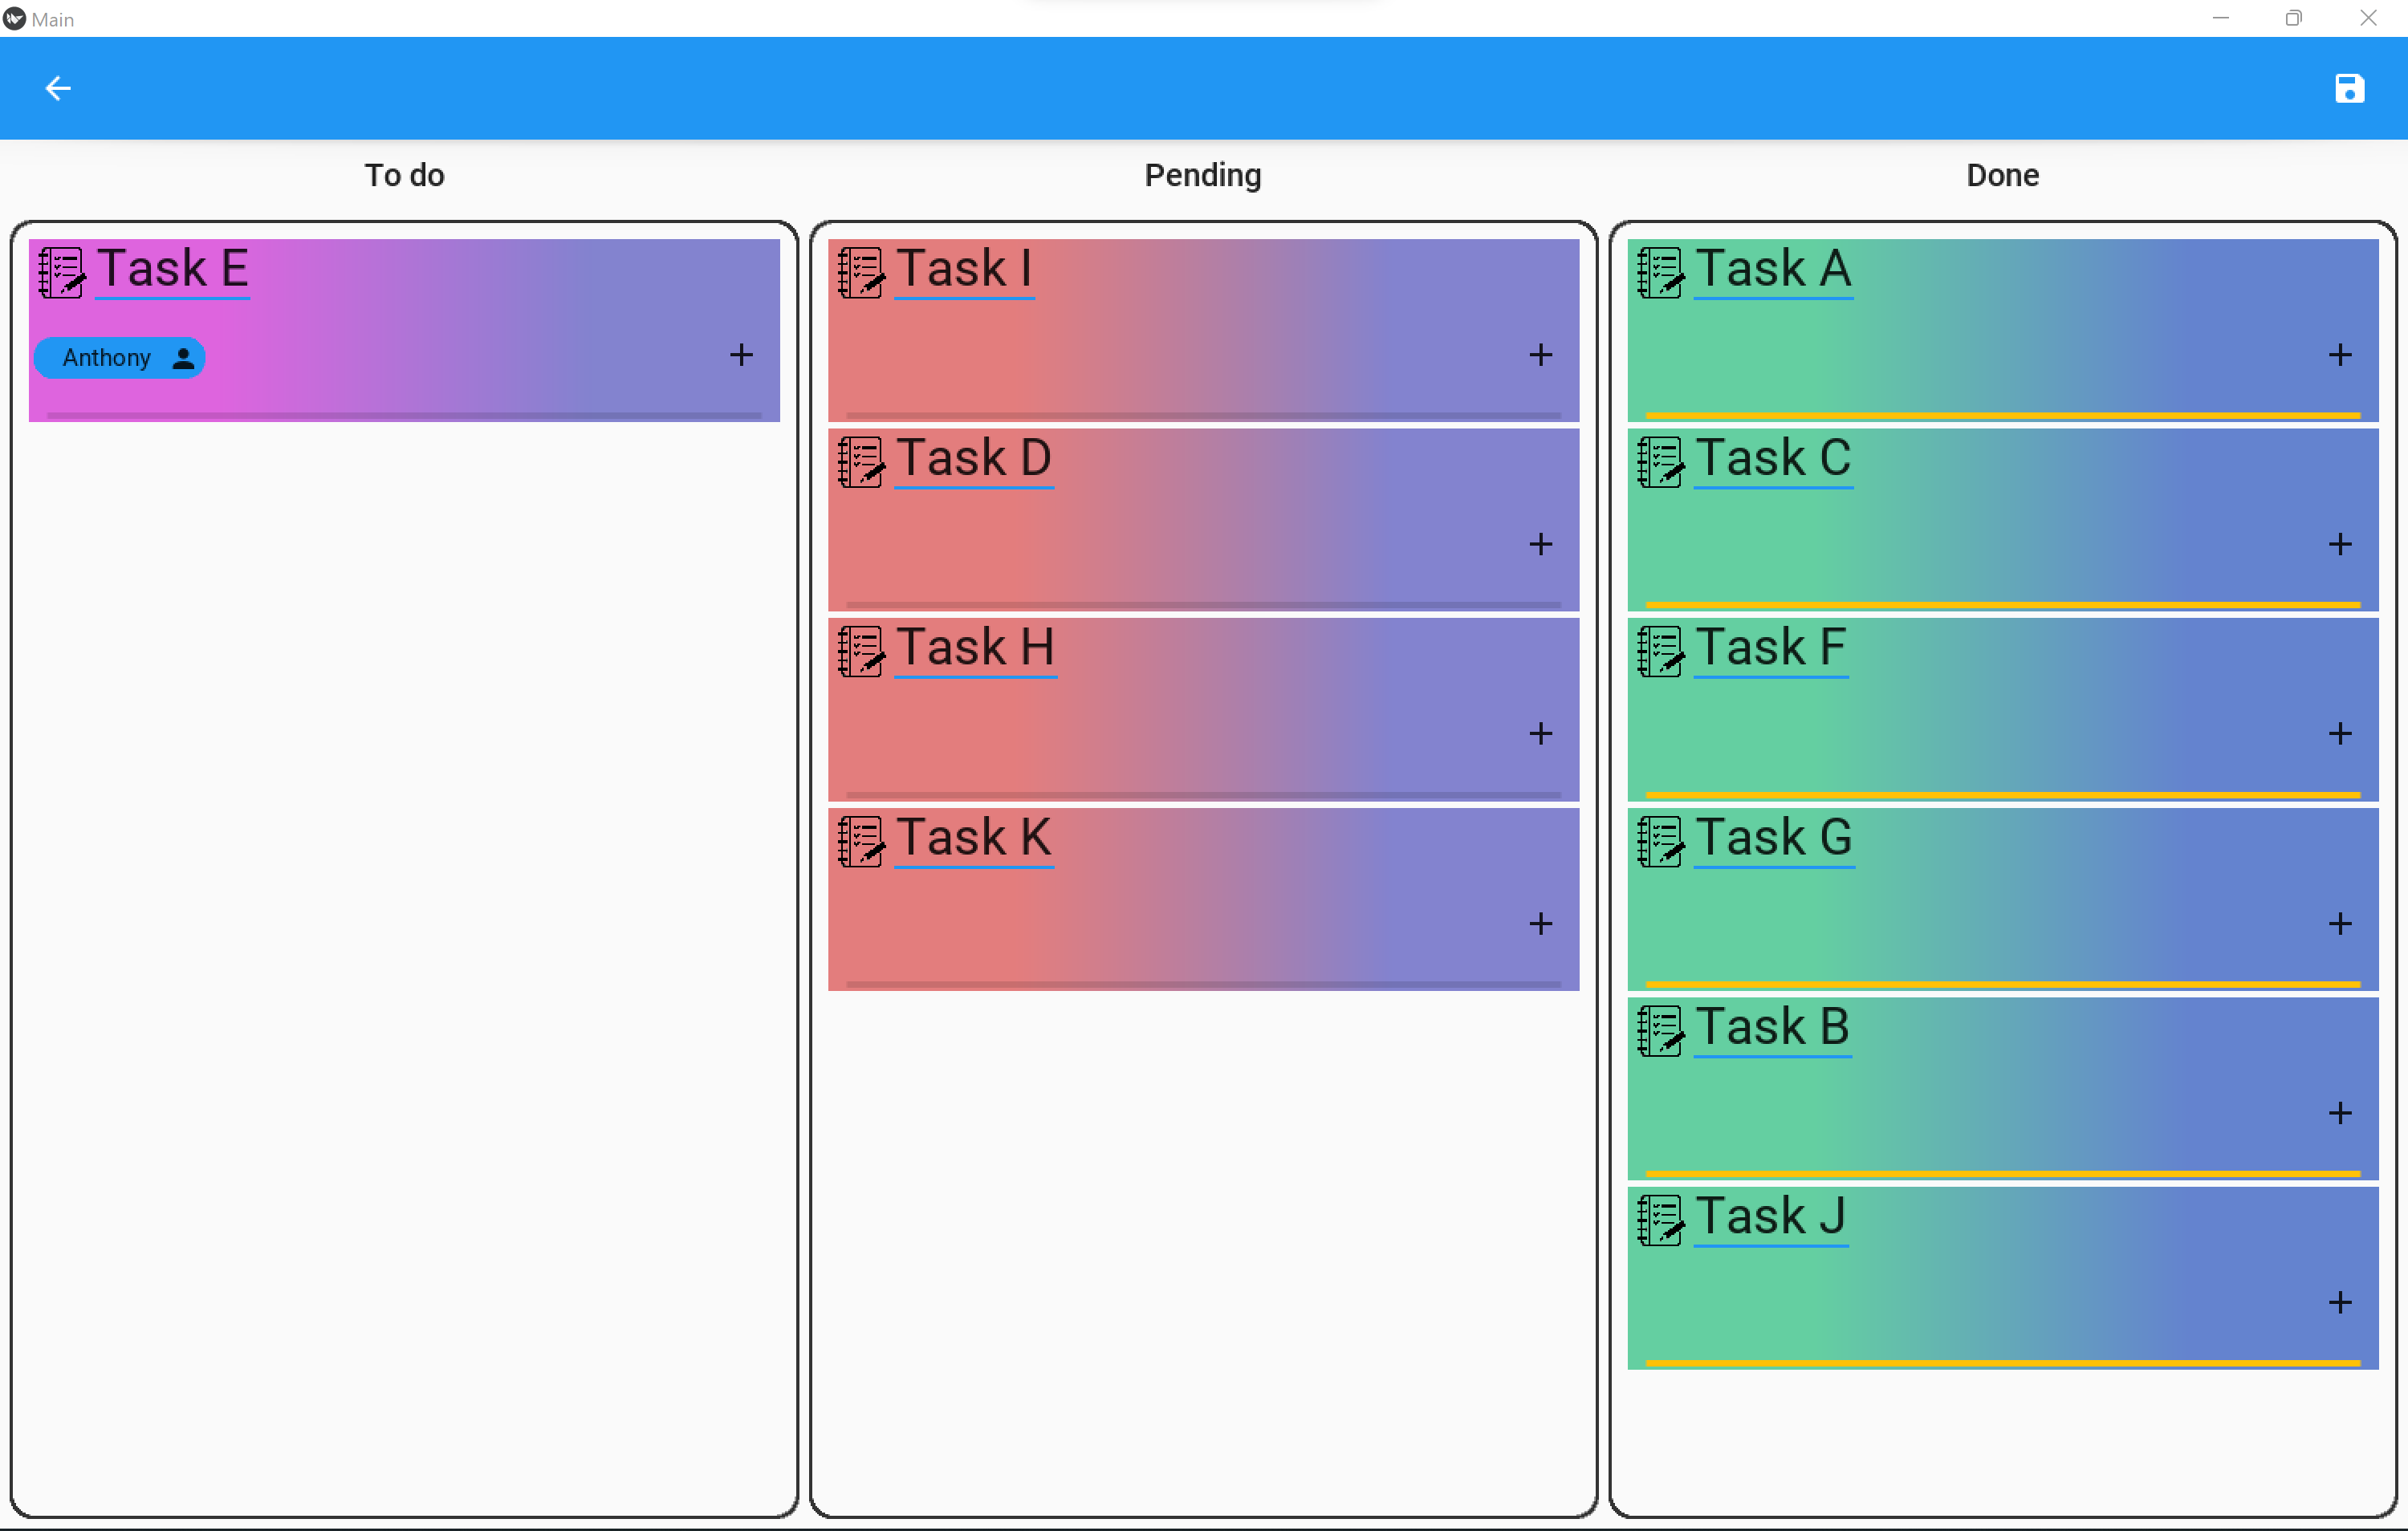 Main
To do
Pending
Done
Task E
Anthony
Task I
Task D
Task H
Task K
Task A
Task C
Task F
Task G
Task B
Task J